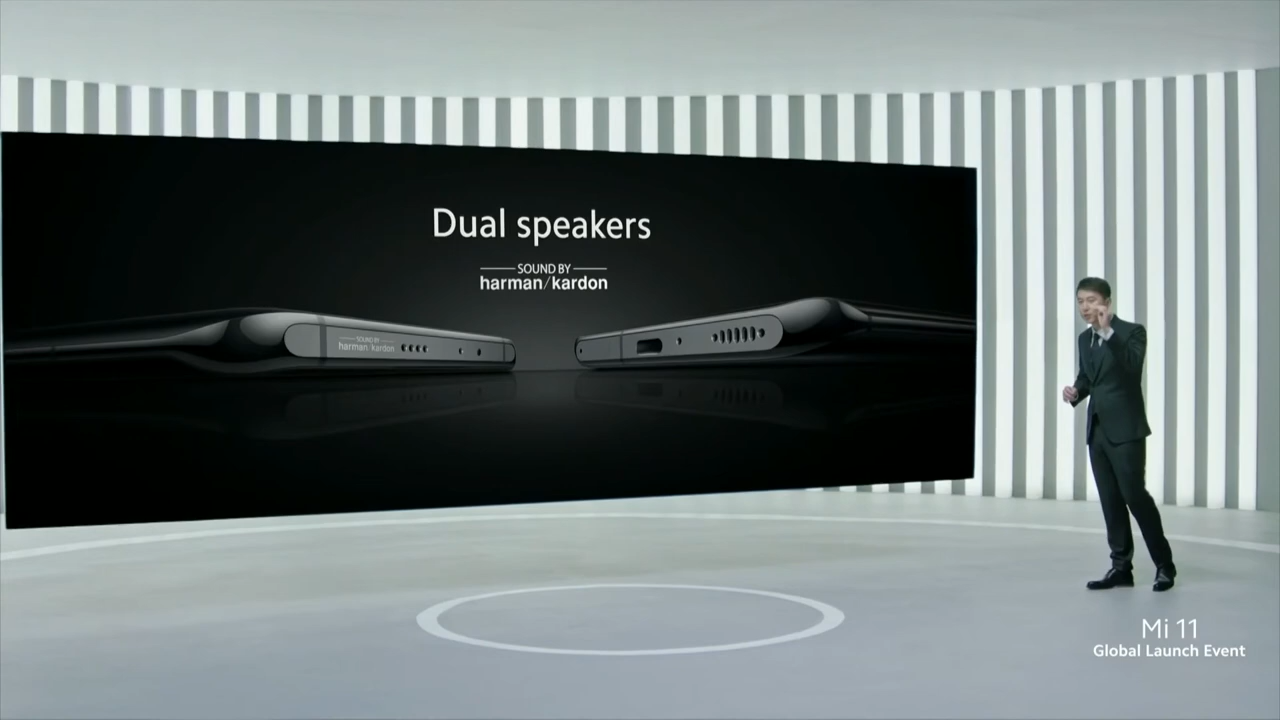 Dual speakers
SOUND BY
harman/kardon
SOUND BY
harman/kardon
Mi 11
Global Launch Event